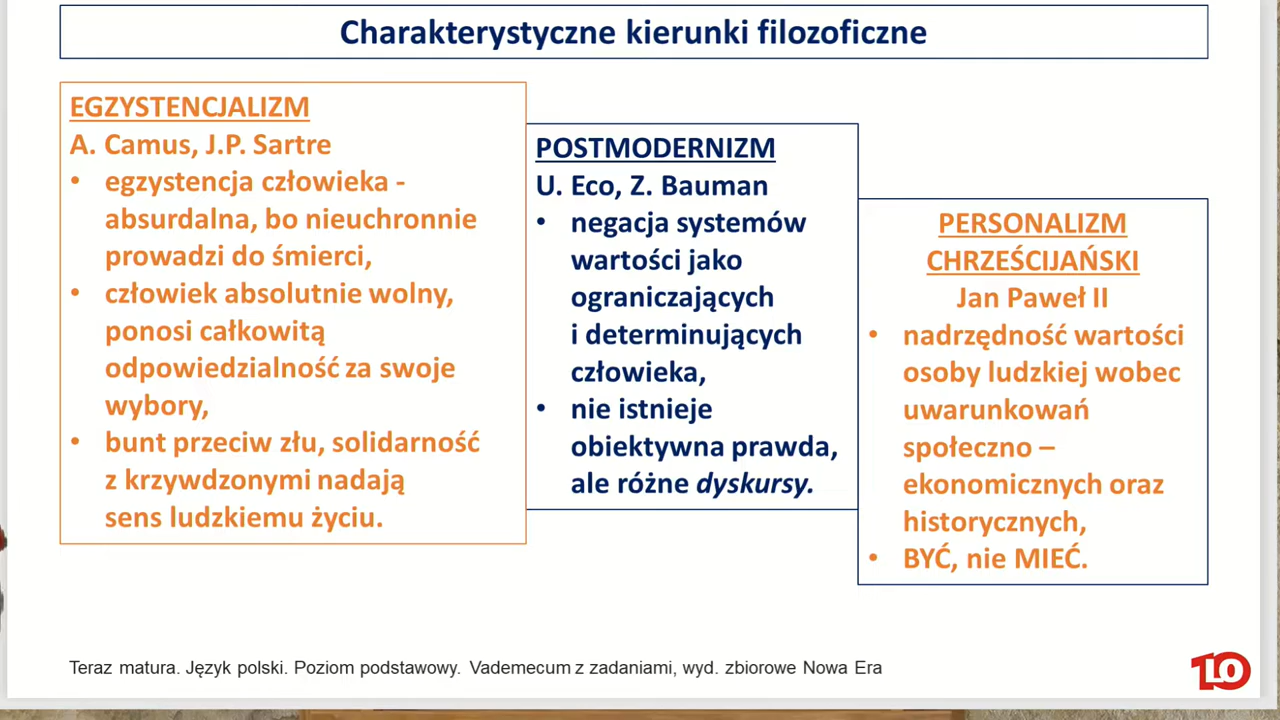 Charakterystyczne kierunki filozoficzne
EGZYSTENCJALIZM
A. Camus, J.P. Sartre
• egzystencja człowieka -
absurdalna, bo nieuchronnie
prowadzi do śmierci,
• człowiek absolutnie wolny,
ponosi całkowitą
odpowiedzialność za swoje
wybory,
• bunt przeciw złu, solidarność
z krzywdzonymi nadają
sens ludzkiemu życiu.
POSTMODERNIZM
U. Eco, Z. Bauman
• negacja systemów
wartości jako
ograniczających
i determinujących
człowieka,
• nie istnieje
obiektywna prawda,
ale różne dyskursy.
PERSONALIZM
CHRZEŚCIJAŃSKI
Jan Paweł II
• nadrzędność wartości
osoby ludzkiej wobec
uwarunkowań
społeczno –
ekonomicznych oraz
historycznych,
• BYĆ, nie MIEĆ.
Teraz matura. Język polski. Poziom podstawowy. Vademecum z zadaniami, wyd. zbiorowe Nowa Era
1LO